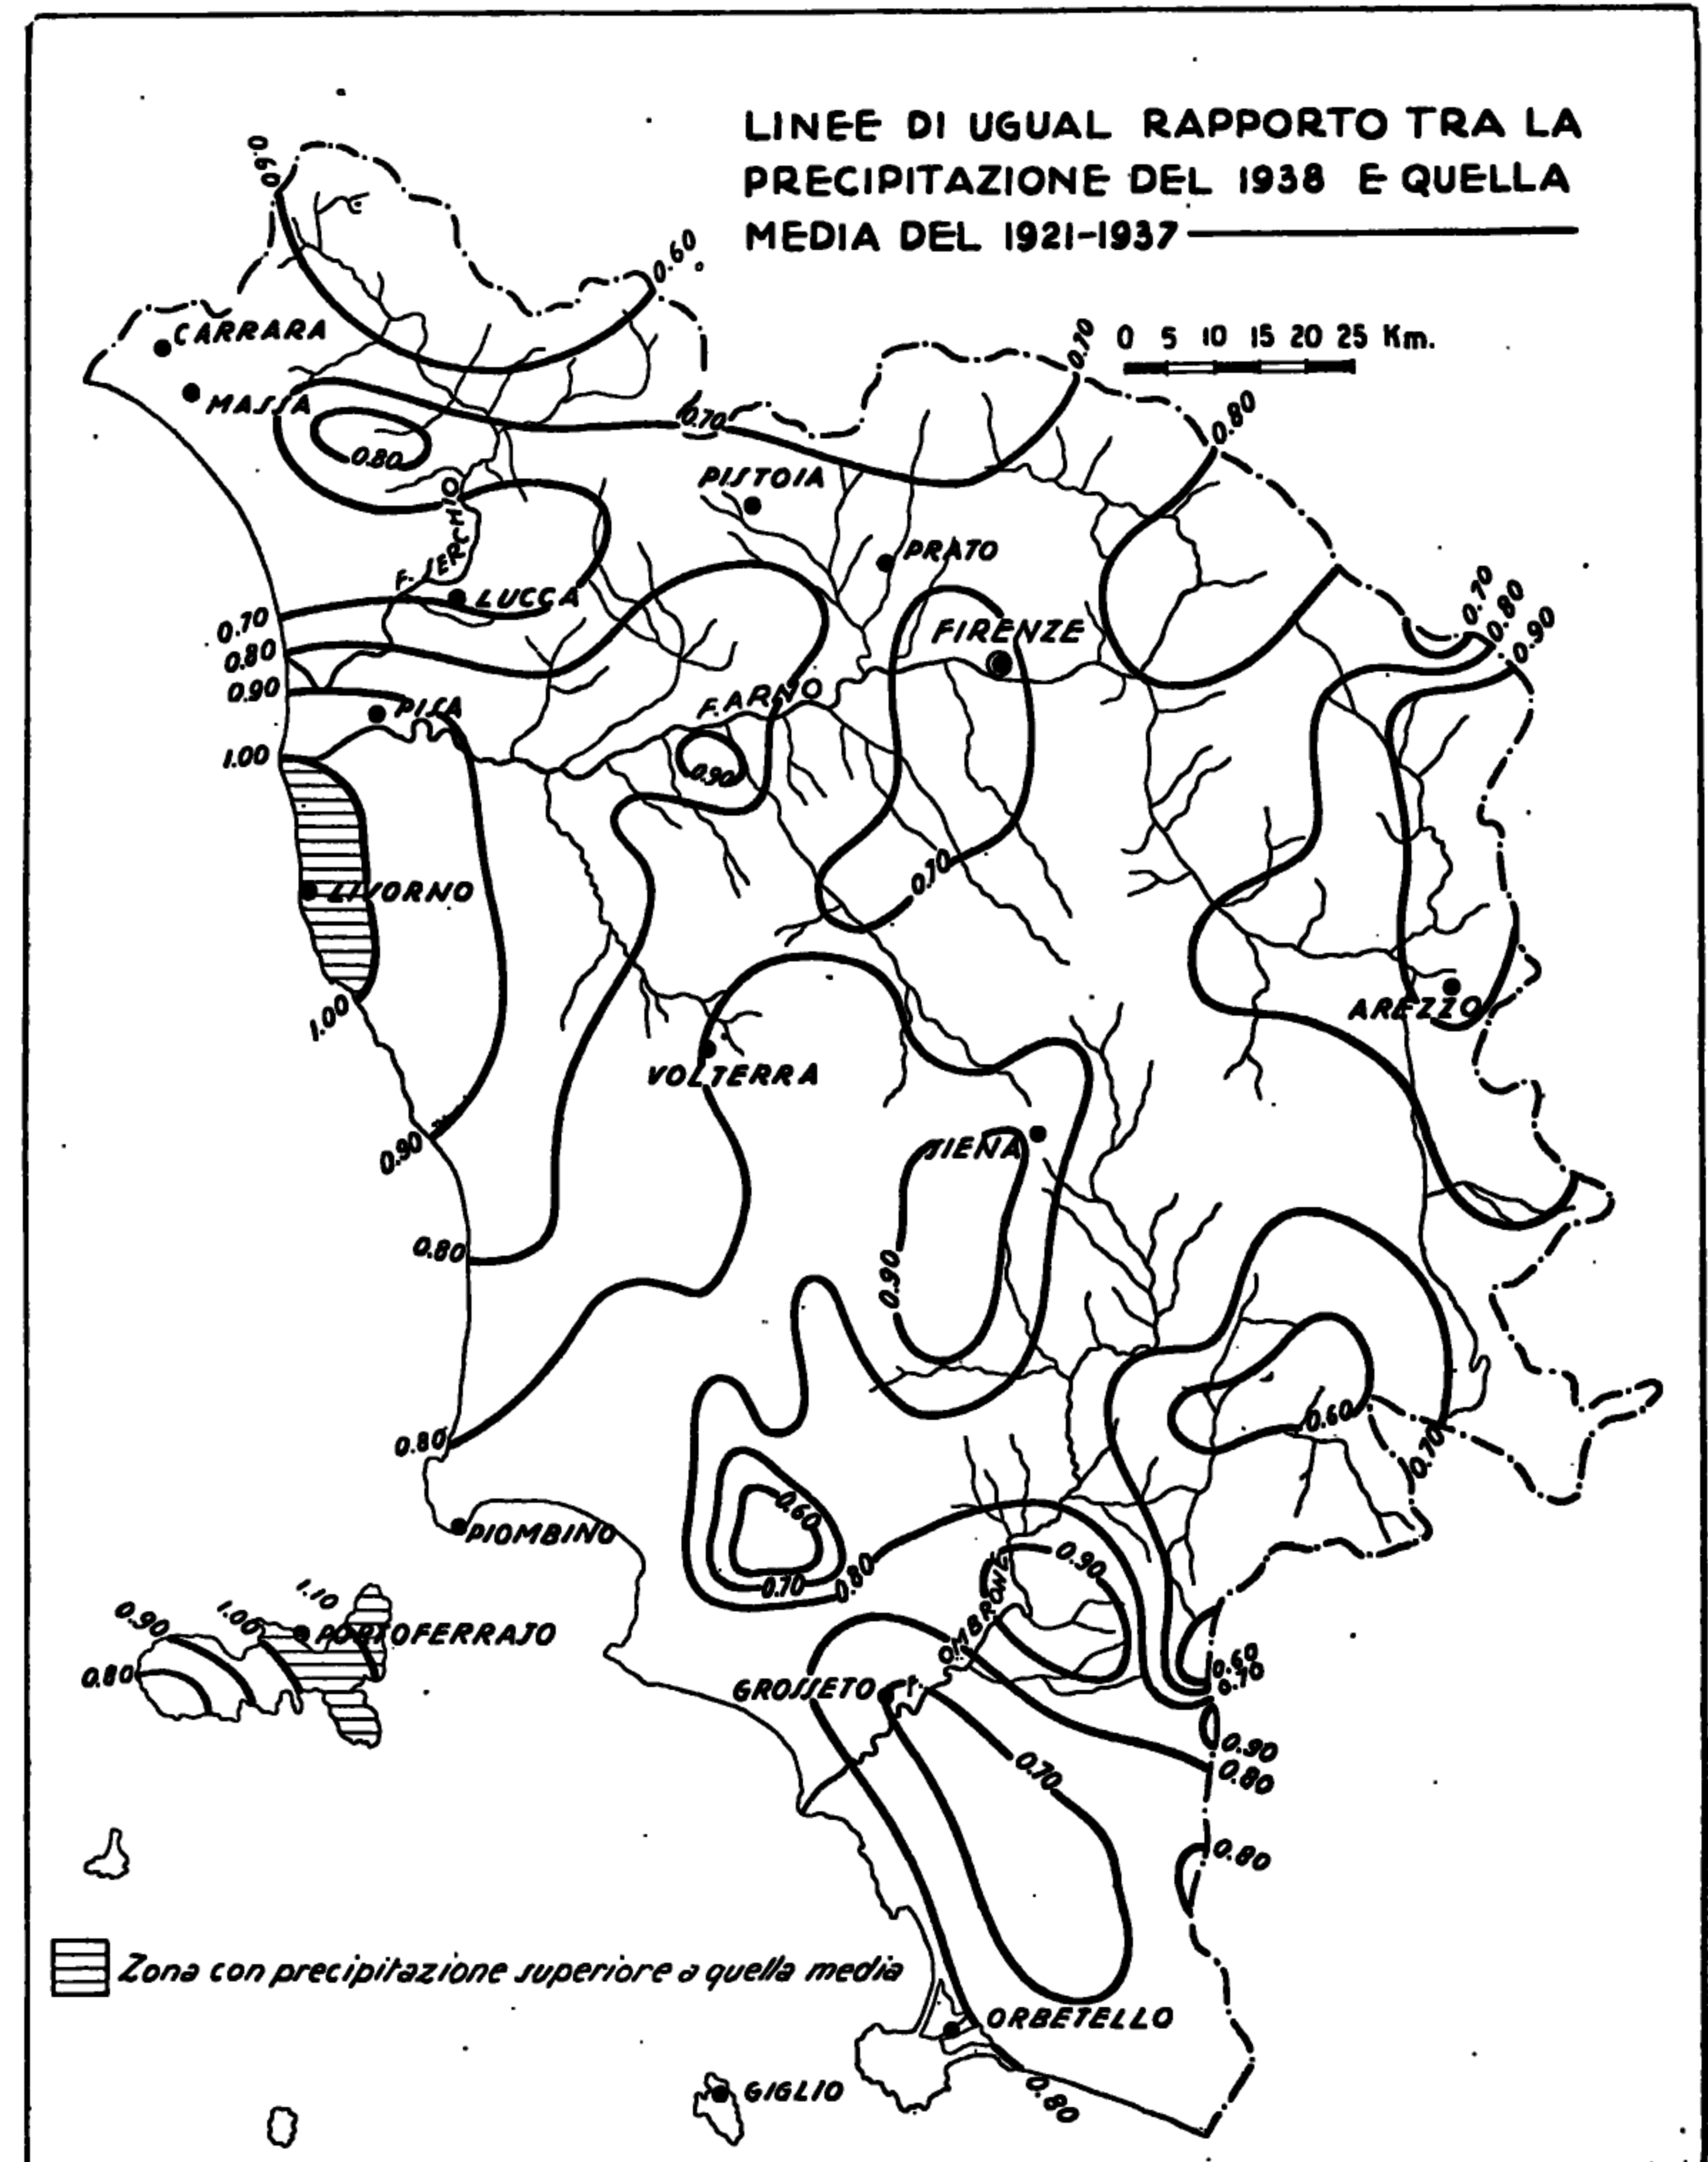 LINEE DI UGUAL RAPPORTO TRA LA
PRECIPITAZIONE DEL 1938 E QUELLA
MEDIA DEL 1921-1937
0.60
0.60
CARRARA
0.70
0 5 10 15 20 25 Km.
MASSA
0.70
0.80
0.80
PISTOIA
F. SERCHIO
PRATO
LUCCA
0.70
0.80
0.90
0.70
0.80
0.90
FIRENZE
PISA
F. ARNO
1.00
0.90
0.70
LIVORNO
1.00
AREZZO
VOLTERRA
0.90
SIENA
0.80
0.90
0.80
0.60
0.70
PIOMBINO
0.60
0.70
0.80
0.90
1.10
1.00
0.90
PORTOFERRAJO
0.80
OMBRONE
GROSSETO
F.
0.60
0.70
0.90
0.80
0.70
0.80
Zona con precipitazione superiore a quella media
ORBETELLO
GIGLIO
0.80